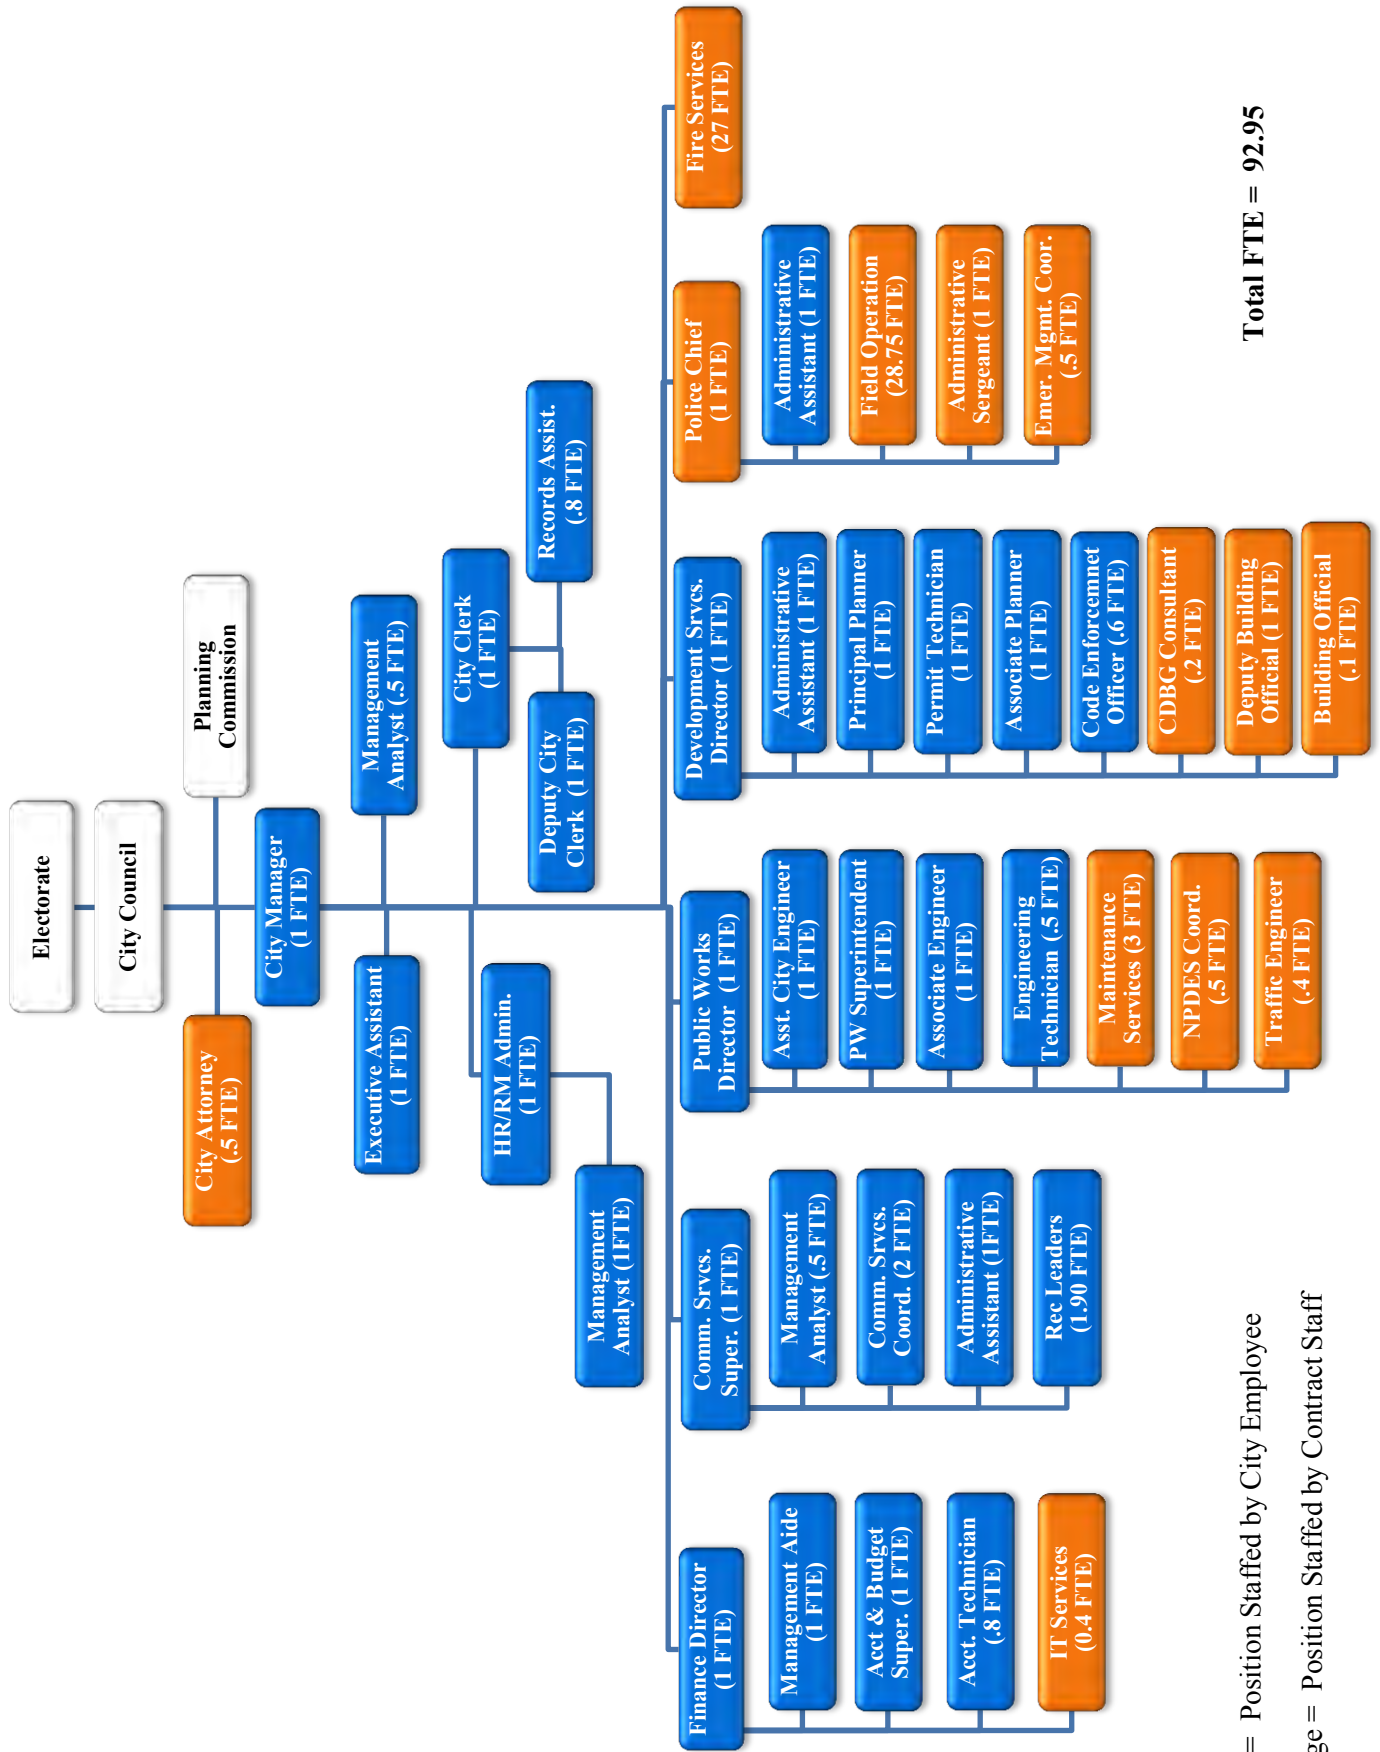 Electorate
City Council
Planning
Commission
City Attorney
(.5 FTE)
City Manager
(1 FTE)
Executive Assistant
(1 FTE)
Management
Analyst (.5 FTE)
HR/RM Admin.
(1 FTE)
City Clerk
(1 FTE)
Management
Analyst (1FTE)
Deputy City
Clerk (1 FTE)
Records Assist.
(.8 FTE)
Finance Director
(1 FTE)
Management Aide
(1 FTE)
Acct & Budget
Super. (1 FTE)
Acct. Technician
(.8 FTE)
IT Services
(0.4 FTE)
Comm. Srvcs.
Super. (1 FTE)
Management
Analyst (.5 FTE)
Comm. Srvcs.
Coord. (2 FTE)
Administrative
Assistant (1FTE)
Rec Leaders
(1.90 FTE)
Public Works
Director (1 FTE)
Asst. City Engineer
(1 FTE)
PW Superintendent
(1 FTE)
Associate Engineer
(1 FTE)
Engineering
Technician (.5 FTE)
Maintenance
Services (3 FTE)
NPDES Coord.
(.5 FTE)
Traffic Engineer
(.4 FTE)
Development Srvcs.
Director (1 FTE)
Administrative
Assistant (1 FTE)
Principal Planner
(1 FTE)
Permit Technician
(1 FTE)
Associate Planner
(1 FTE)
Code Enforcemnet
Officer (.6 FTE)
CDBG Consultant
(.2 FTE)
Deputy Building
Official (1 FTE)
Building Official
(.1 FTE)
Police Chief
(1 FTE)
Administrative
Assistant (1 FTE)
Field Operation
(28.75 FTE)
Administrative
Sergeant (1 FTE)
Emer. Mgmt. Coor.
(.5 FTE)
Fire Services
(27 FTE)
= Position Staffed by City Employee
ge = Position Staffed by Contract Staff
Total FTE = 92.95